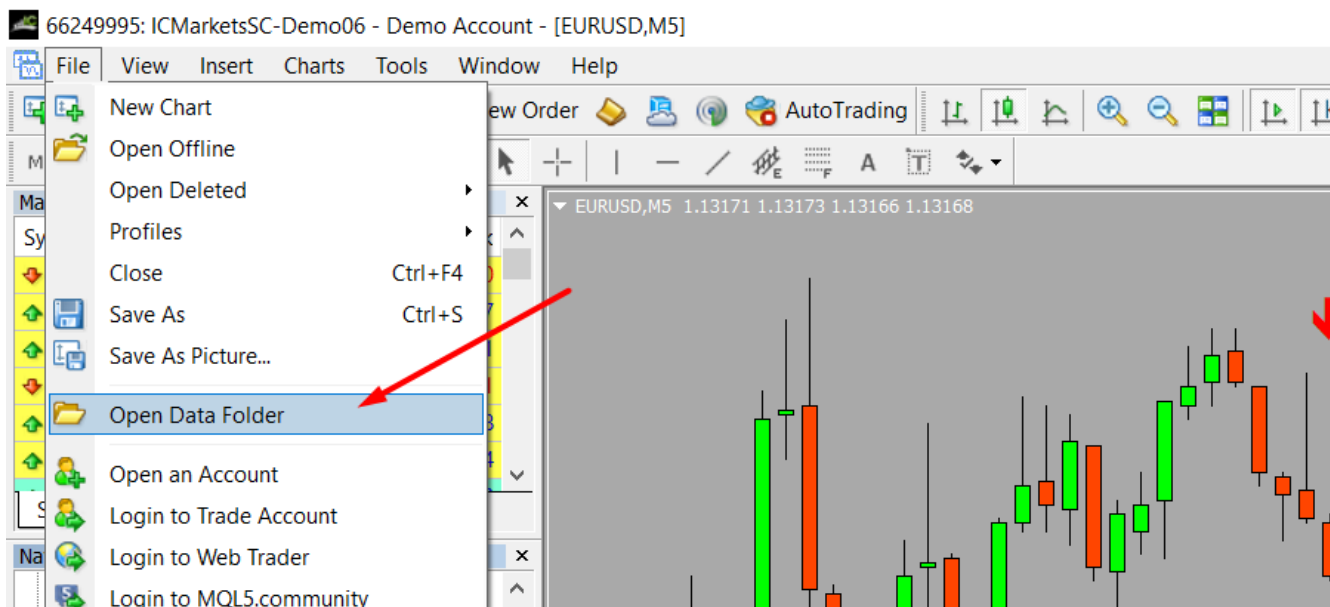 66249995: ICMarketsSC-Demo06 - Demo Account - [EURUSD,M5]
File View Insert Charts Tools Window Help
New Chart
Order AutoTrading
Open Offline
E F A T
Open Deleted
EURUSD,M5 1.13171 1.13173 1.13166 1.13168
Profiles
Close Ctrl+F4
Save As Ctrl+S
Save As Picture...
Open Data Folder
Open an Account
Login to Trade Account
Login to Web Trader
Login to MQL5.community